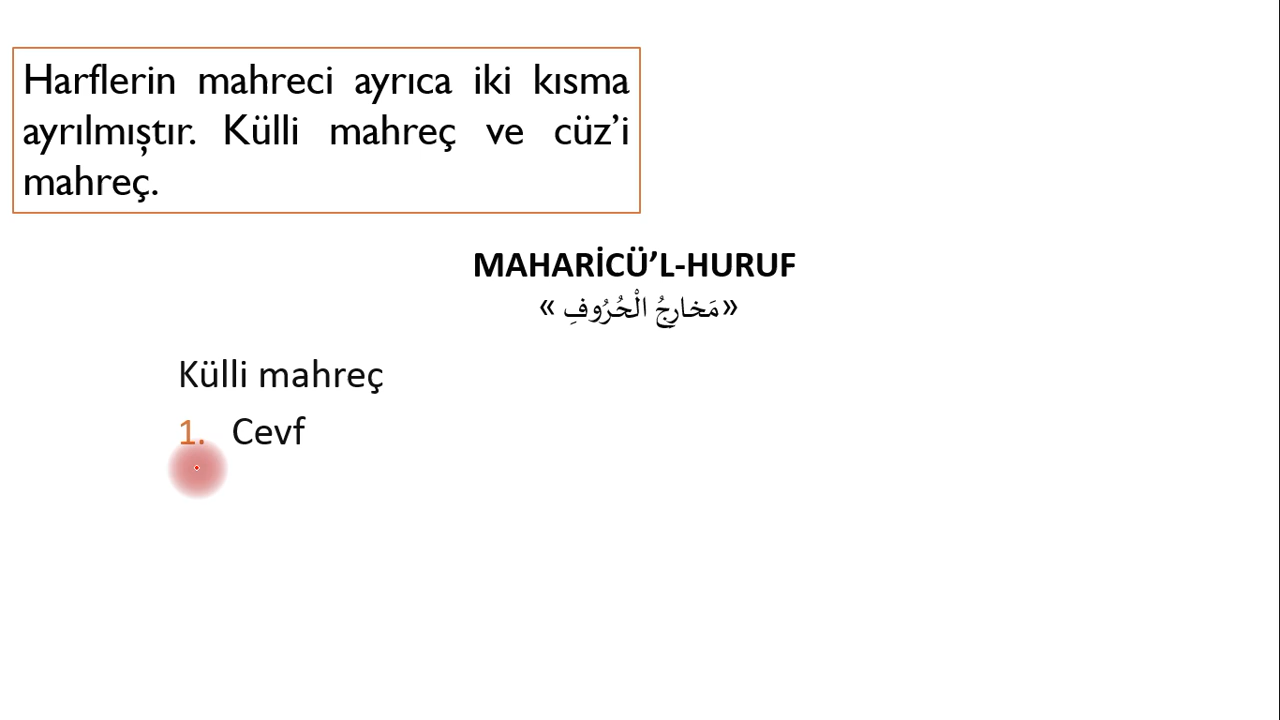 Harflerin mahreci ayrıca iki kısma
ayrılmıştır. Külli mahreç ve cüz’i
mahreç.
MAHARİCÜ’L-HURUF
«مَخارِجُ الْحُرُوفِ »
Külli mahreç
1. Cevf